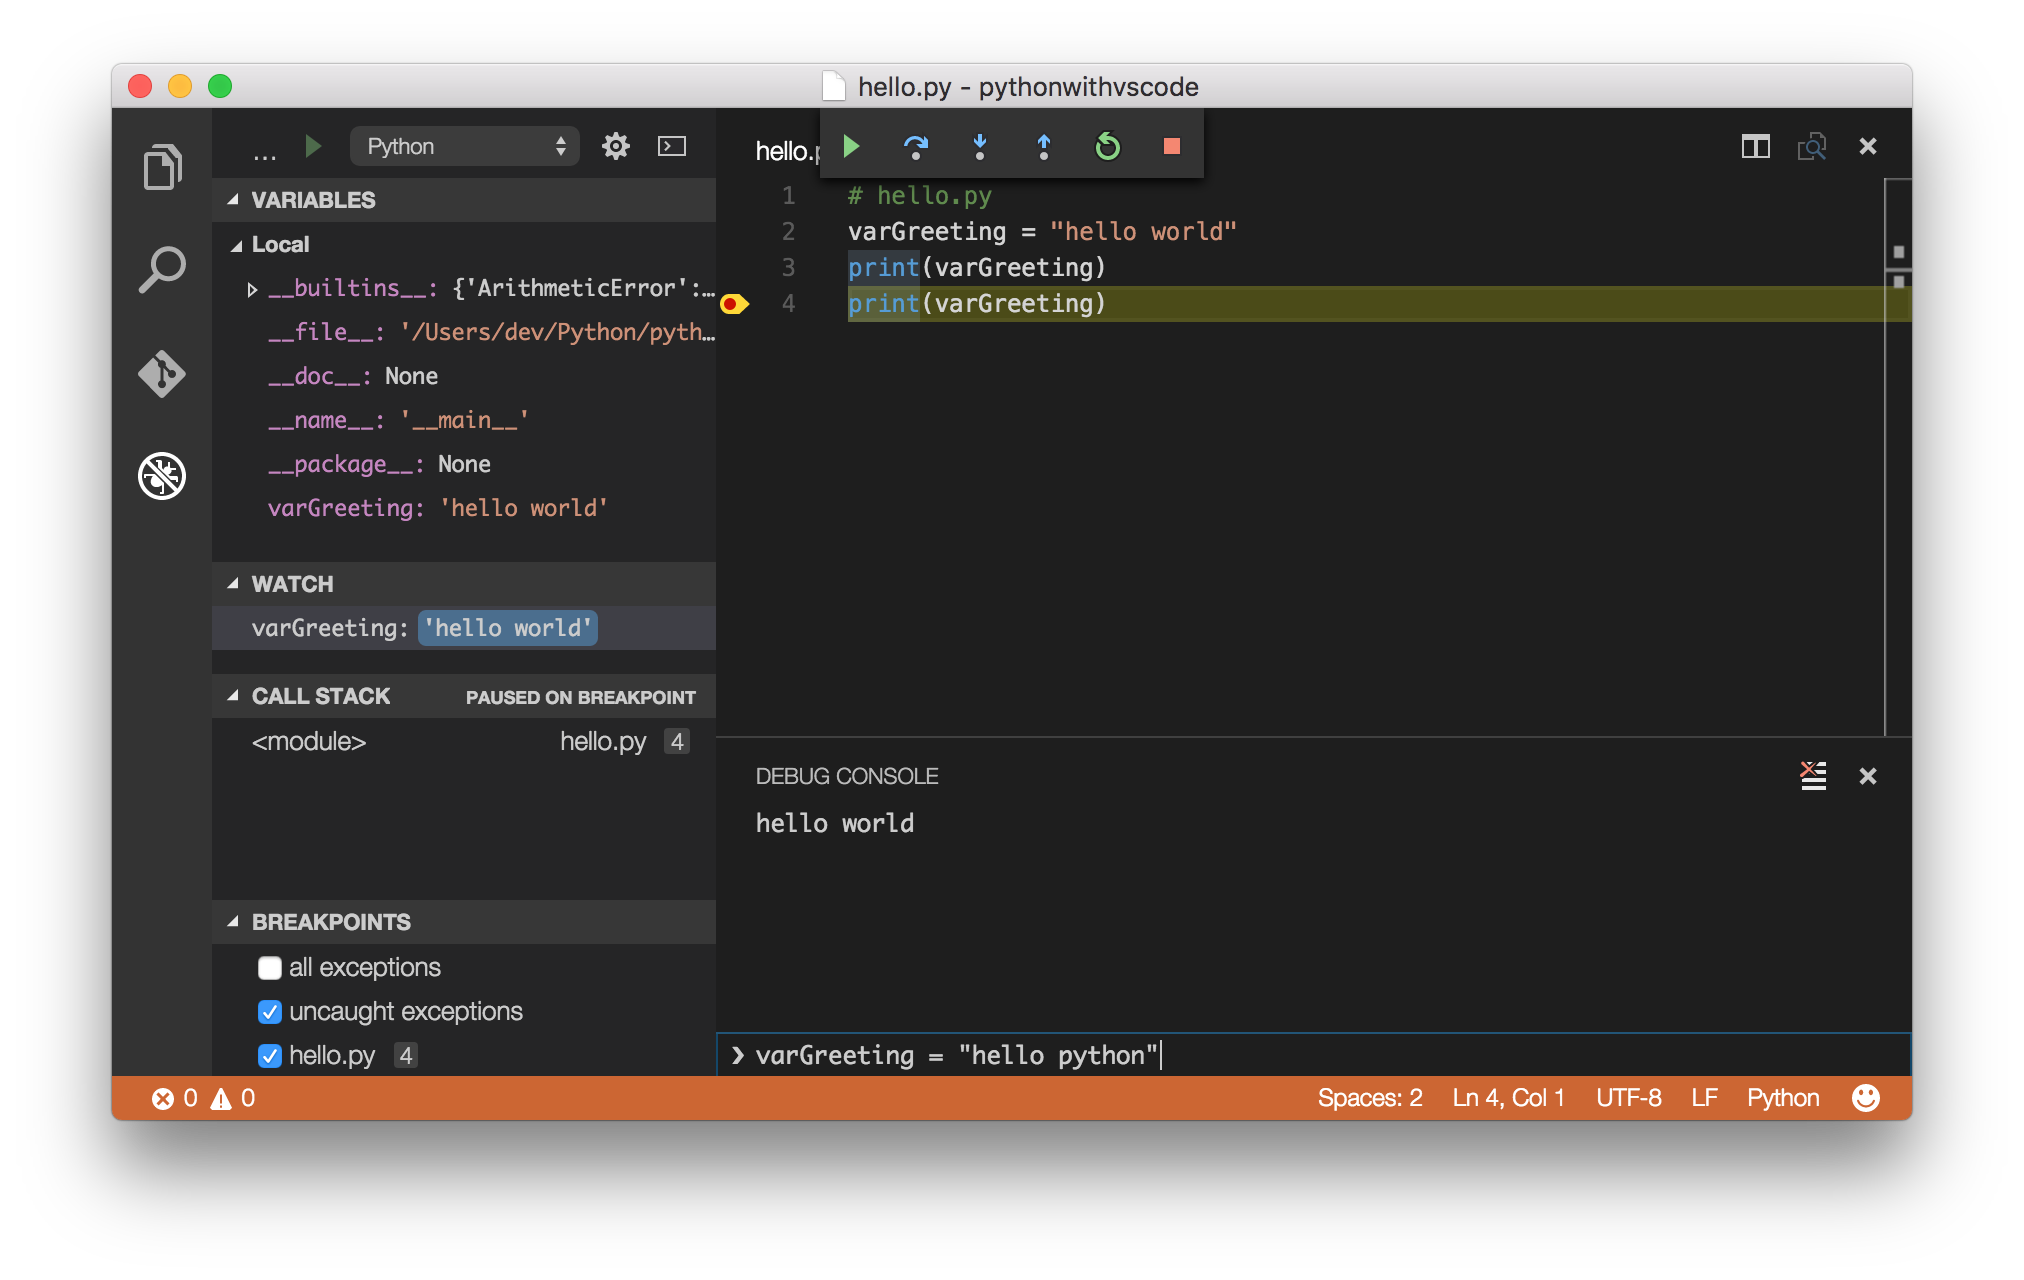 hello.py - pythonwithvscode
... Python
VARIABLES
Local
__builtins__: {'ArithmeticError':…
__file__: '/Users/dev/Python/pyth…
__doc__: None
__name__: '__main__'
__package__: None
varGreeting: 'hello world'
WATCH
varGreeting: 'hello world'
CALL STACK PAUSED ON BREAKPOINT
<module> hello.py 4
BREAKPOINTS
all exceptions
uncaught exceptions
hello.py 4
hello.p
1 # hello.py
2 varGreeting = "hello world"
3 print(varGreeting)
4 print(varGreeting)
DEBUG CONSOLE
hello world
❯ varGreeting = "hello python"
0 0 Spaces: 2 Ln 4, Col 1 UTF-8 LF Python